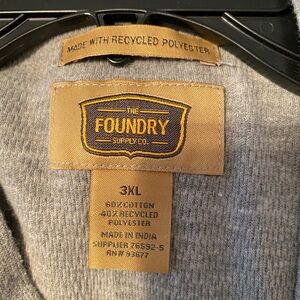 MADE WITH RECYCLED POLYESTER
THE
FOUNDRY
SUPPLY CO.
3XL
60% COTTON
40% RECYCLED
POLYESTER
MADE IN INDIA
SUPPLIER 76592-5
RN# 93677